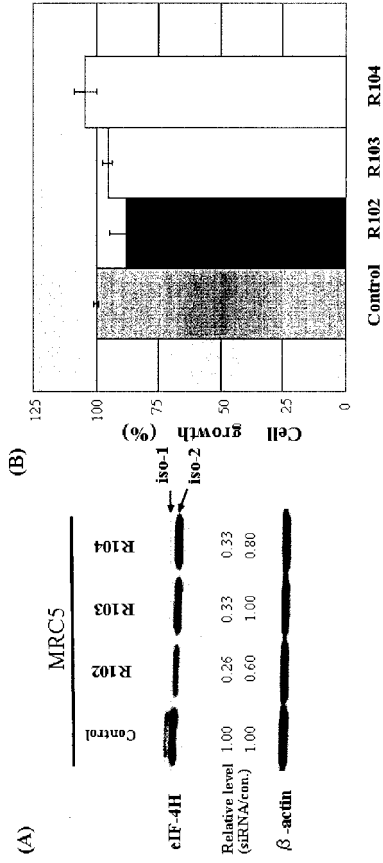 (A)
MRC5
Control R102 R103 R104
eIF-4H
iso-1
iso-2
Relative level 1.00 0.26 0.33 0.33
(siRNA/con.) 1.00 0.60 1.00 0.80
β-actin
(B)
Cell growth (%)
125
100
75
50
25
0
Control R102 R103 R104